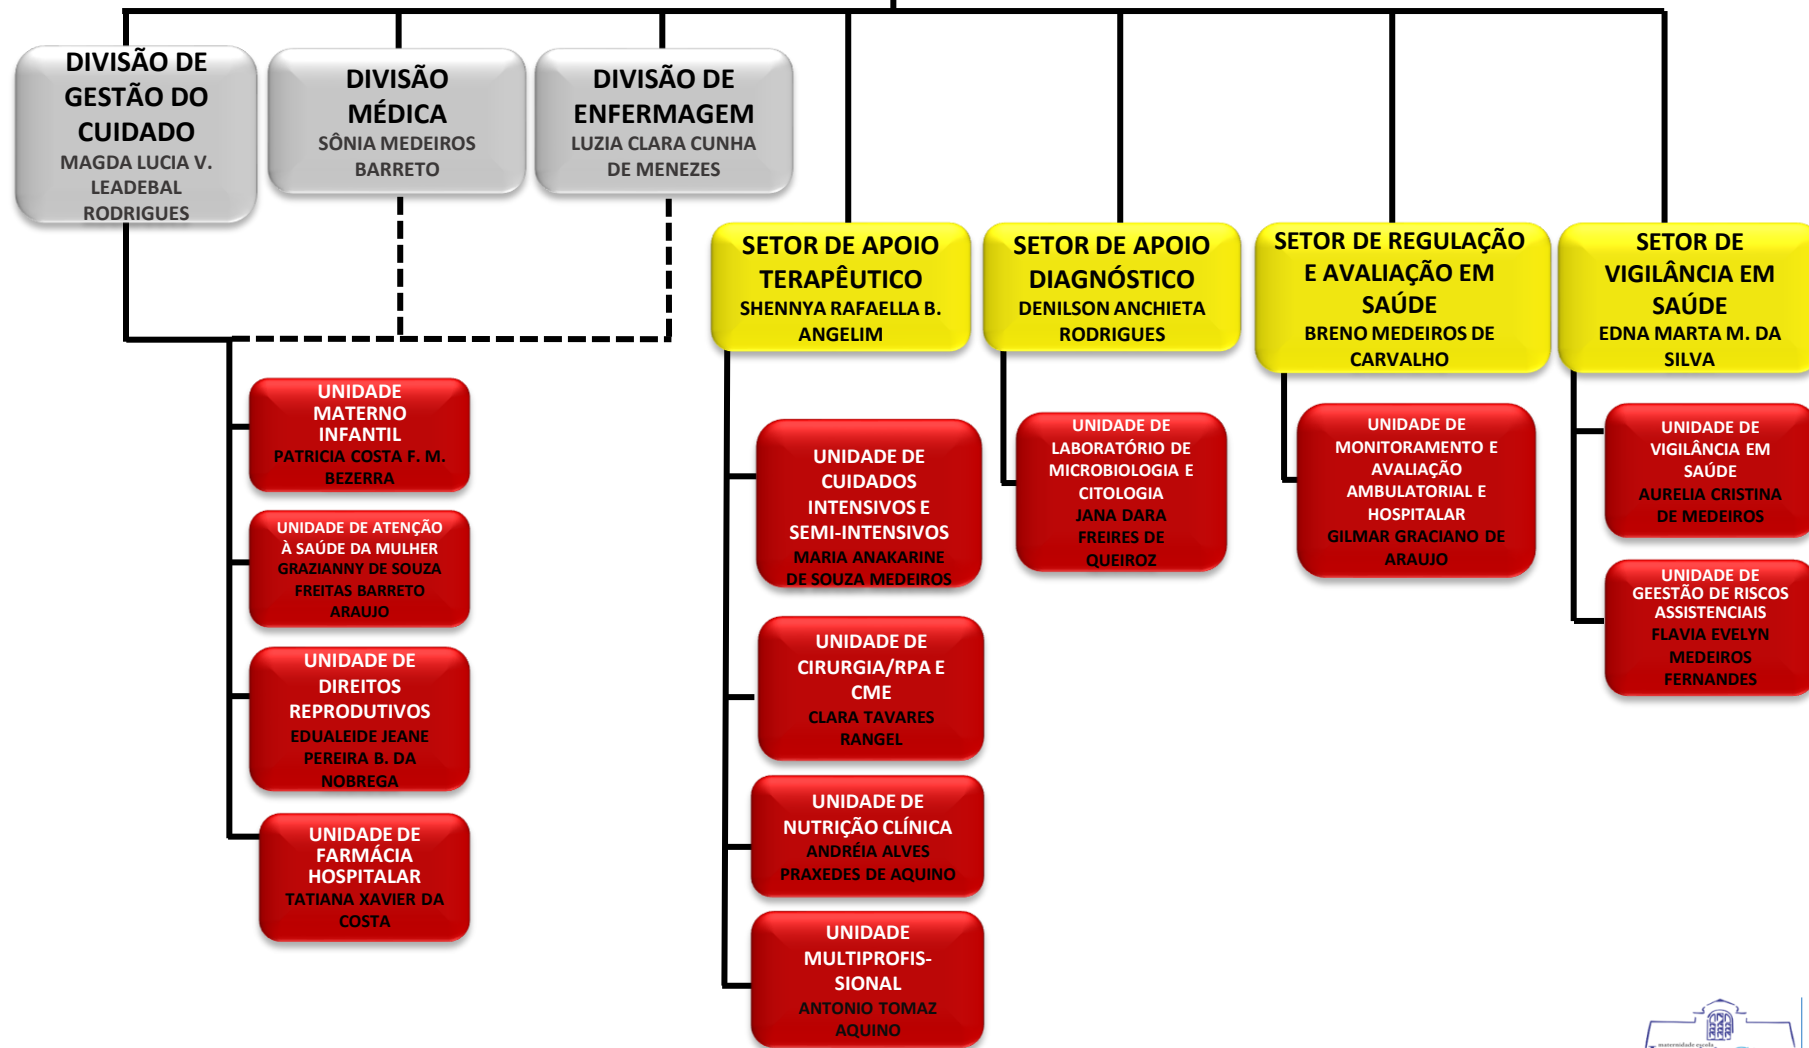 DIVISÃO DE
GESTÃO DO
CUIDADO
MAGDA LUCIA V.
LEADEBAL
RODRIGUES
DIVISÃO
MÉDICA
SÔNIA MEDEIROS
BARRETO
DIVISÃO DE
ENFERMAGEM
LUZIA CLARA CUNHA
DE MENEZES
SETOR DE APOIO
TERAPÊUTICO
SHENNYA RAFAELLA B.
ANGELIM
SETOR DE APOIO
DIAGNÓSTICO
DENILSON ANCHIETA
RODRIGUES
SETOR DE REGULAÇÃO
E AVALIAÇÃO EM
SAÚDE
BRENO MEDEIROS DE
CARVALHO
SETOR DE
VIGILÂNCIA EM
SAÚDE
EDNA MARTA M. DA
SILVA
UNIDADE
MATERNO
INFANTIL
PATRICIA COSTA F. M.
BEZERRA
UNIDADE DE ATENÇÃO
À SAÚDE DA MULHER
GRAZIANNY DE SOUZA
FREITAS BARRETO
ARAUJO
UNIDADE DE
DIREITOS
REPRODUTIVOS
EDUALEIDE JEANE
PEREIRA B. DA
NOBREGA
UNIDADE DE
FARMÁCIA
HOSPITALAR
TATIANA XAVIER DA
COSTA
UNIDADE DE
CUIDADOS
INTENSIVOS E
SEMI-INTENSIVOS
MARIA ANAKARINE
DE SOUZA MEDEIROS
UNIDADE DE
CIRURGIA/RPA E
CME
CLARA TAVARES
RANGEL
UNIDADE DE
NUTRIÇÃO CLÍNICA
ANDRÉIA ALVES
PRAXEDES DE AQUINO
UNIDADE
MULTIPROFIS-
SIONAL
ANTONIO TOMAZ
AQUINO
UNIDADE DE
LABORATÓRIO DE
MICROBIOLOGIA E
CITOLOGIA
JANA DARA
FREIRES DE
QUEIROZ
UNIDADE DE
MONITORAMENTO E
AVALIAÇÃO
AMBULATORIAL E
HOSPITALAR
GILMAR GRACIANO DE
ARAUJO
UNIDADE DE
VIGILÂNCIA EM
SAÚDE
AURELIA CRISTINA
DE MEDEIROS
UNIDADE DE
GEESTÃO DE RISCOS
ASSISTENCIAIS
FLAVIA EVELYN
MEDEIROS
FERNANDES
maternidade escola